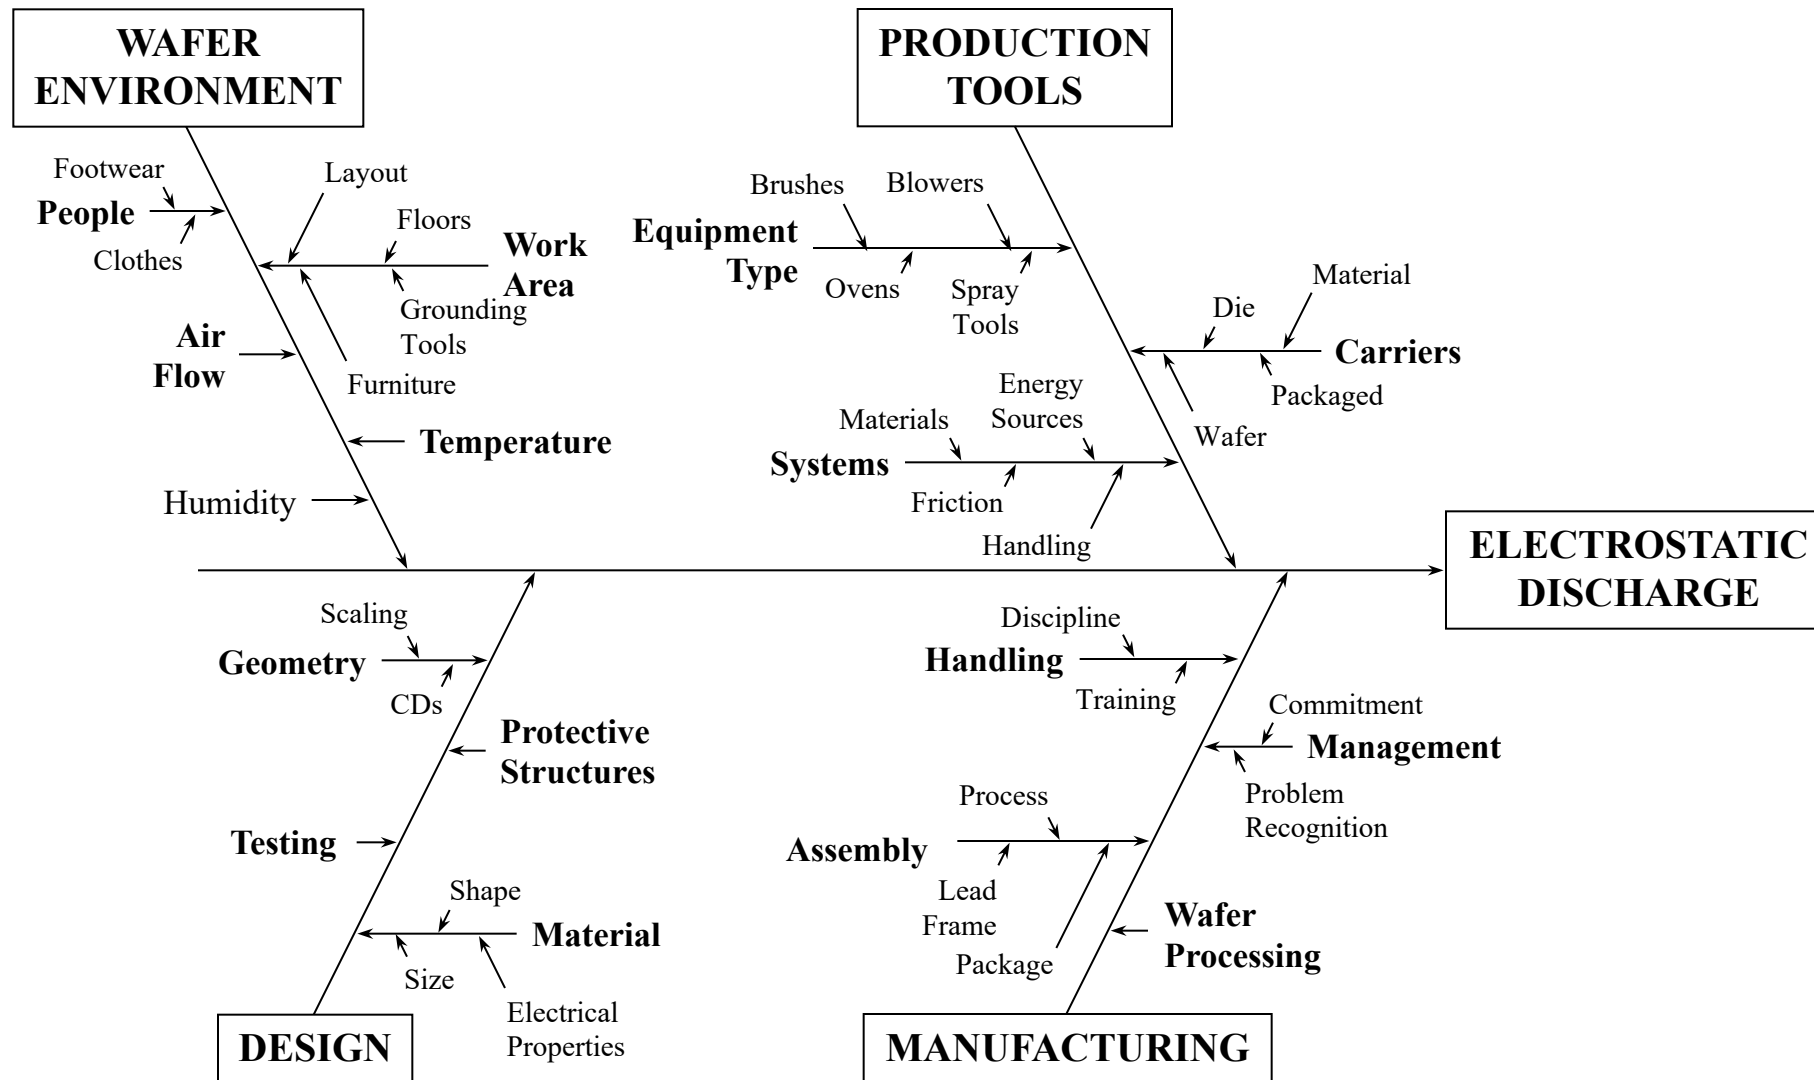 WAFER
ENVIRONMENT
PRODUCTION
TOOLS
Footwear
People
Clothes
Layout
Floors
Work
Area
Grounding
Tools
Furniture
Air
Flow
Temperature
Humidity
Brushes
Blowers
Equipment
Type
Ovens
Spray
Tools
Material
Die
Carriers
Packaged
Wafer
Energy
Sources
Materials
Systems
Friction
Handling
ELECTROSTATIC
DISCHARGE
Scaling
Geometry
CDs
Protective
Structures
Testing
Shape
Material
Size
Electrical
Properties
DESIGN
Discipline
Handling
Training
Commitment
Management
Problem
Recognition
Process
Assembly
Lead
Frame
Package
Wafer
Processing
MANUFACTURING